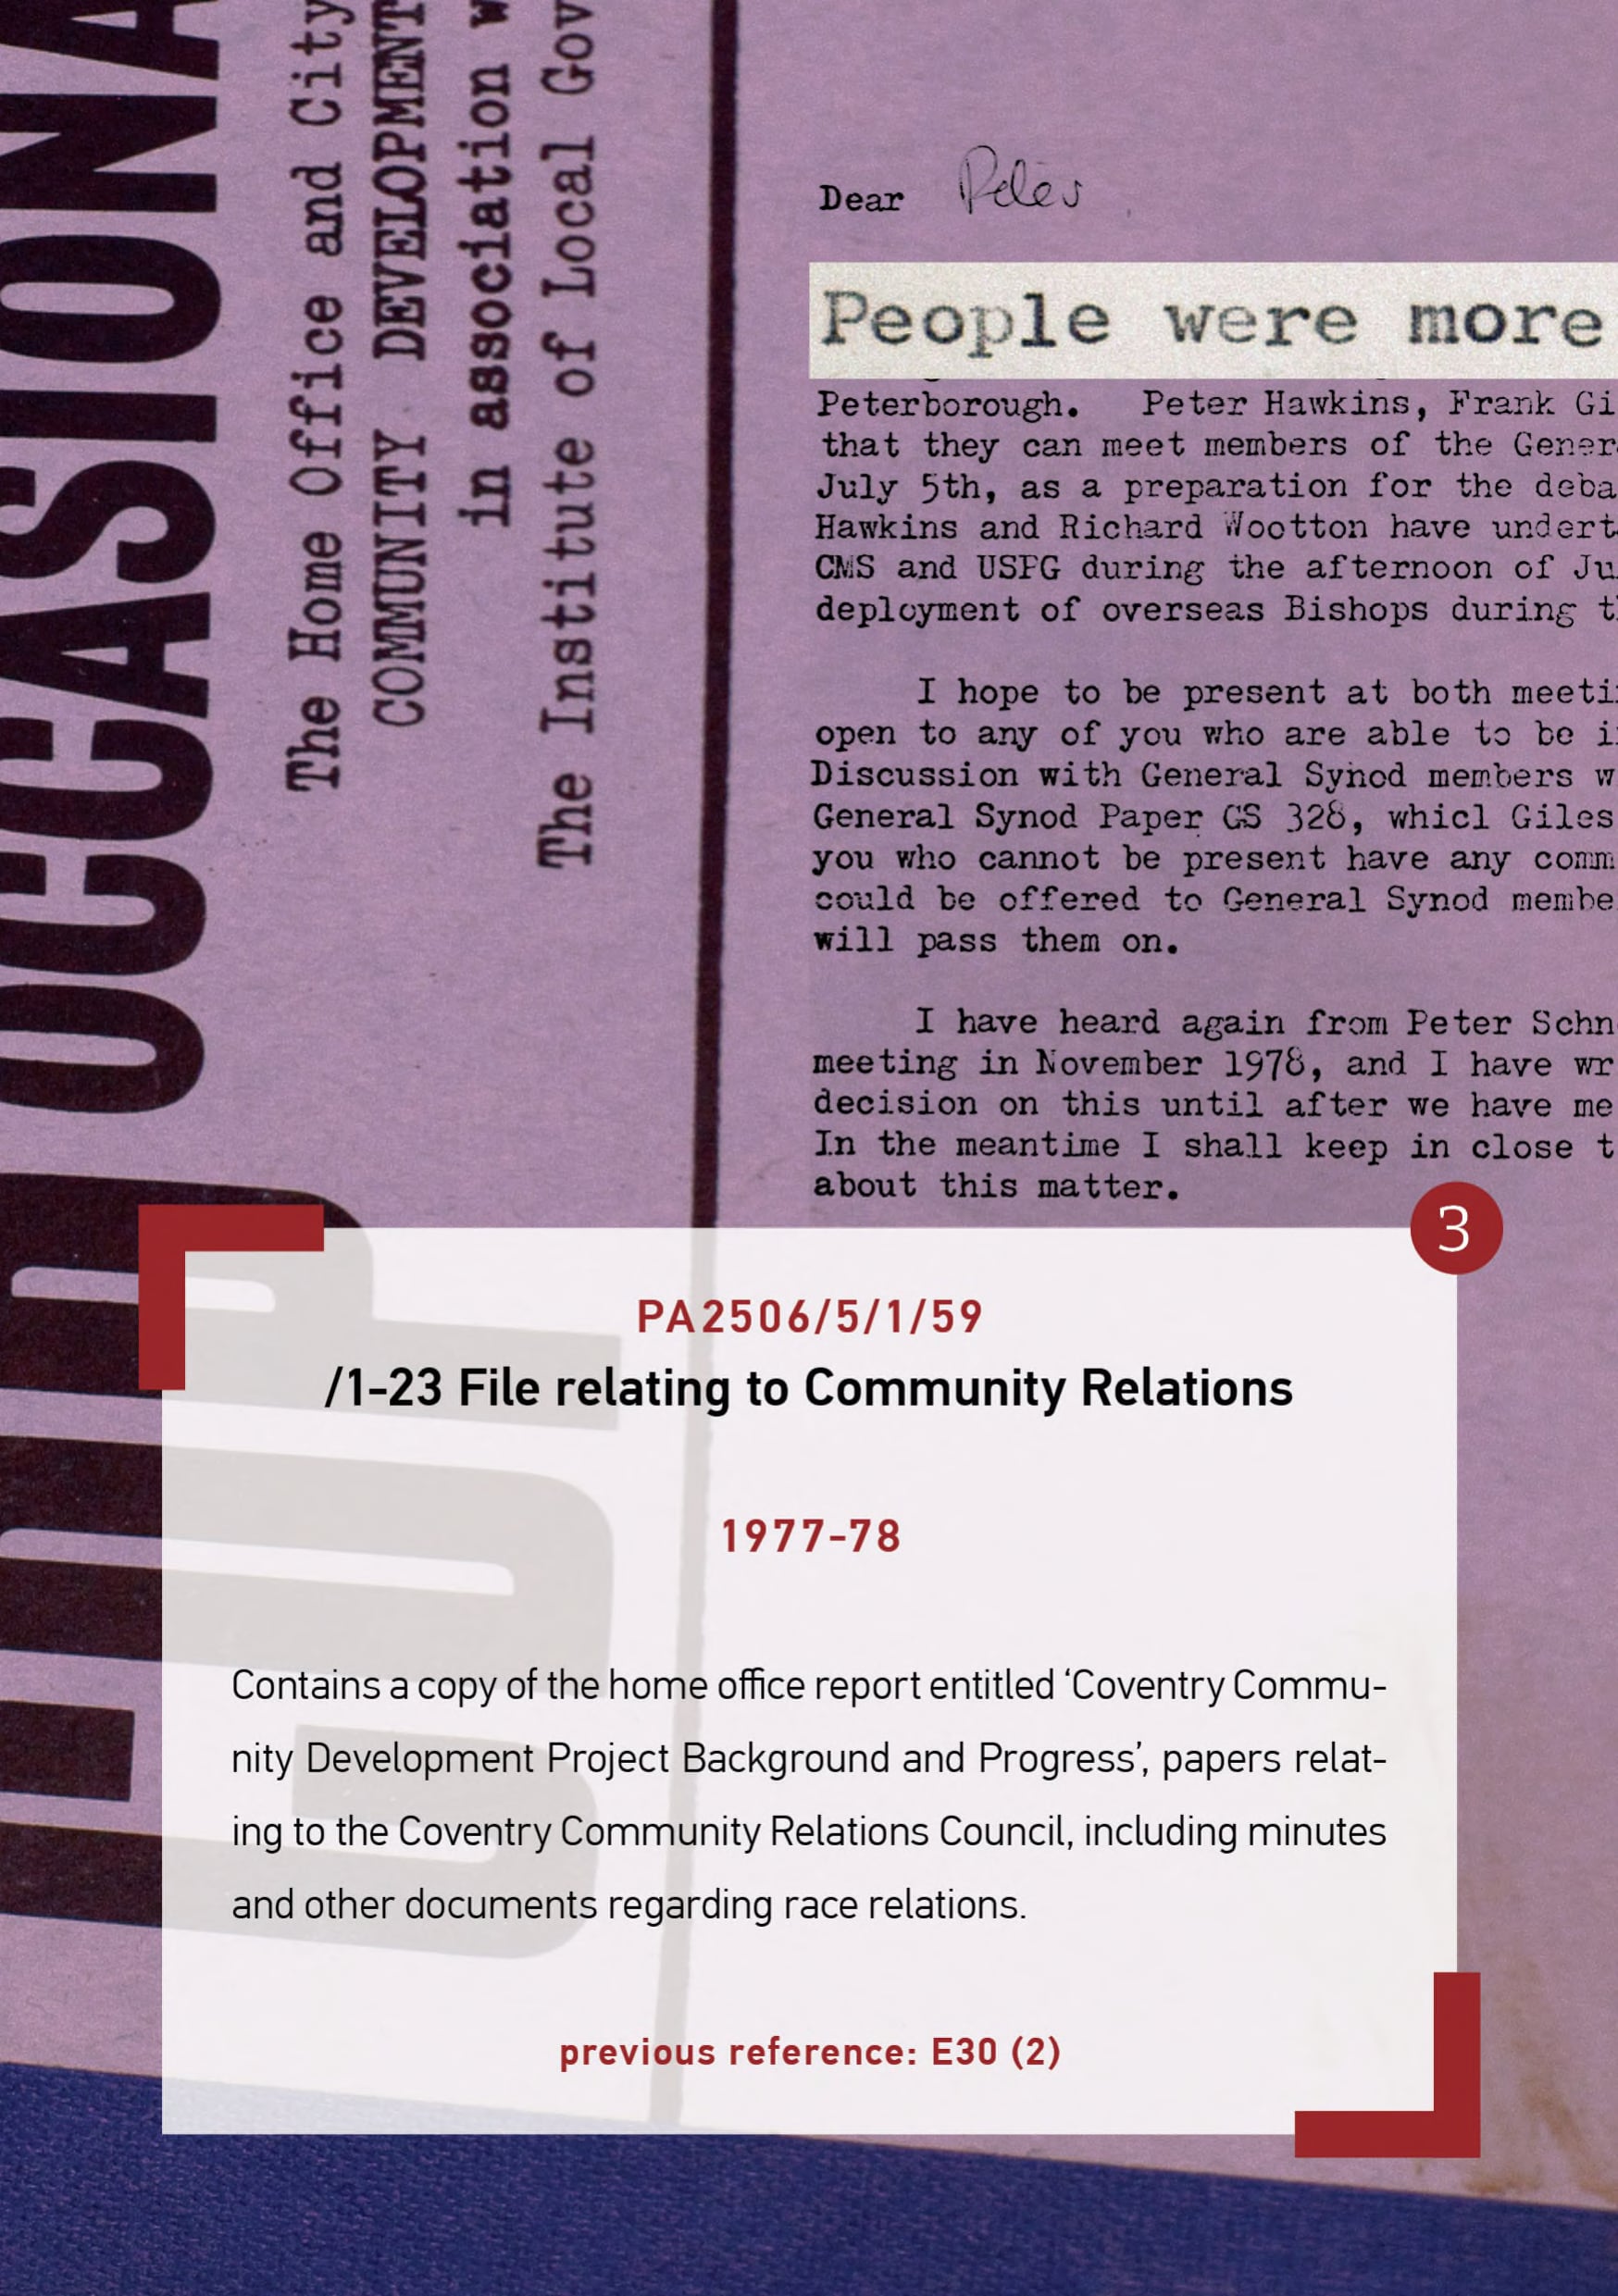 OCCASIONA
The Home Office and City
COMMUNITY DEVELOPMENT
in association w
The Institute of Local Gov
Dear Peter
People were more
Peterborough. Peter Hawkins, Frank Gi
that they can meet members of the Gener
July 5th, as a preparation for the deba
Hawkins and Richard Wootton have undert
CMS and USPG during the afternoon of Ju
deployment of overseas Bishops during t
I hope to be present at both meeti
open to any of you who are able to be i
Discussion with General Synod members w
General Synod Paper GS 328, whicl Giles
you who cannot be present have any comm
could be offered to General Synod membe
will pass them on.
I have heard again from Peter Schn
meeting in November 1978, and I have wr
decision on this until after we have me
In the meantime I shall keep in close t
about this matter.
3
PA2506/5/1/59
/1-23 File relating to Community Relations
1977-78
Contains a copy of the home office report entitled ‘Coventry Commu-
nity Development Project Background and Progress’, papers relat-
ing to the Coventry Community Relations Council, including minutes
and other documents regarding race relations.
previous reference: E30 (2)